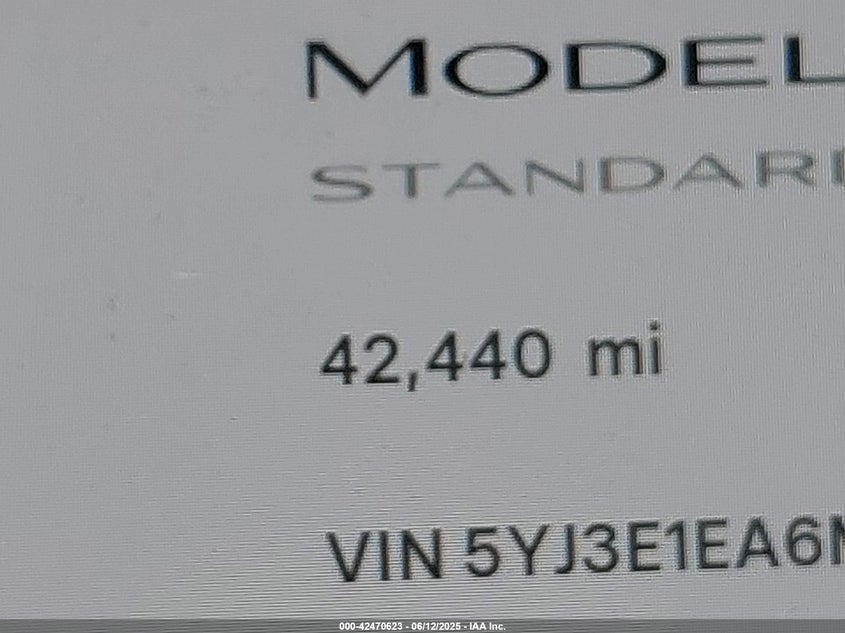 MODEL
STANDARD
42,440 mi
VIN 5YJ3E1EA6
000-42470623 - 06/12/2025 - IAA Inc.